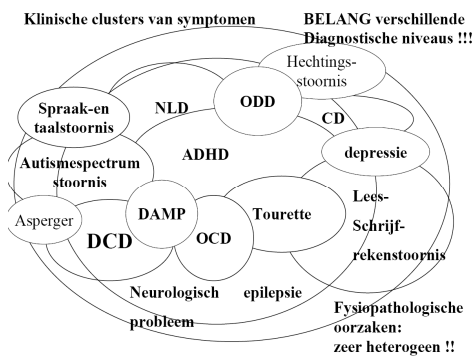 Klinische clusters van symptomen
BELANG verschillende
Diagnostische niveaus !!!
Hechtings-
stoornis
ODD
NLD
CD
Spraak-en
taalstoornis
ADHD
depressie
Autismespectrum
stoornis
Lees-
Asperger
DAMP
Tourette
Schrijf-
DCD
OCD
rekenstoornis
Neurologisch epilepsie
probleem
Fysiopathologische
oorzaken:
zeer heterogeen !!